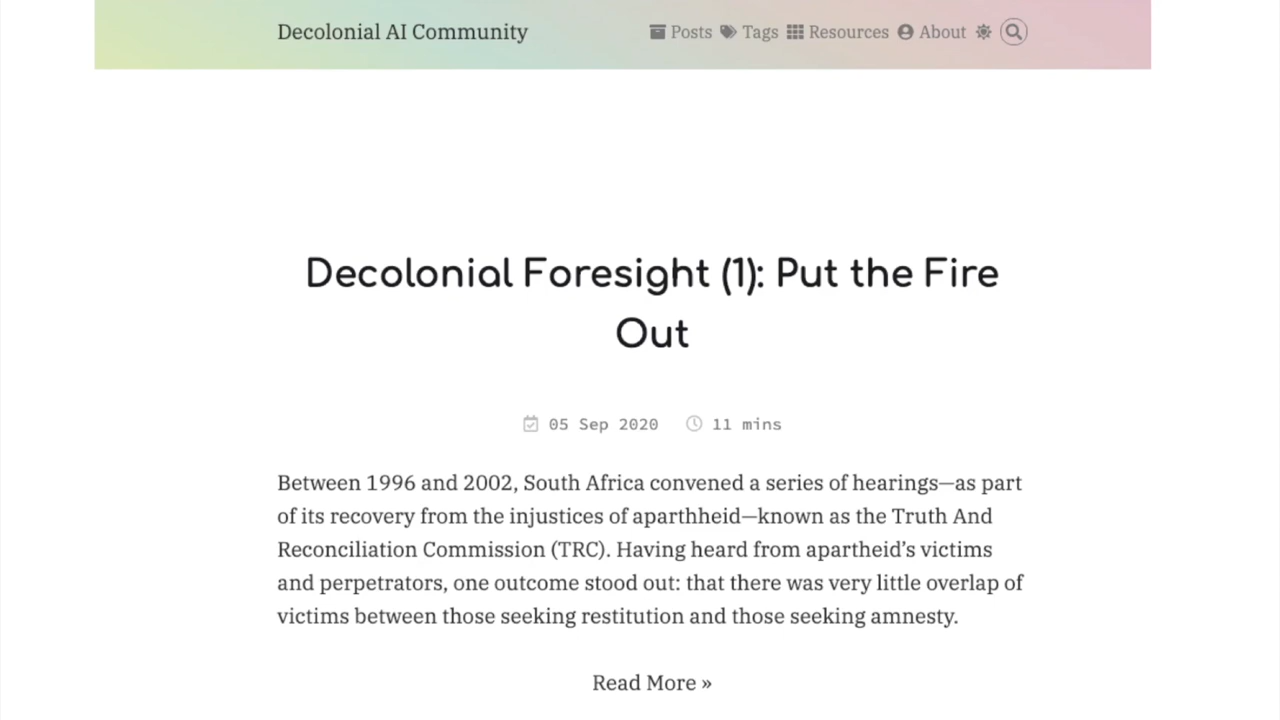 Decolonial AI Community Posts Tags Resources About
Decolonial Foresight (1): Put the Fire
Out
05 Sep 2020 11 mins
Between 1996 and 2002, South Africa convened a series of hearings—as part
of its recovery from the injustices of aparthheid—known as the Truth And
Reconciliation Commission (TRC). Having heard from apartheid’s victims
and perpetrators, one outcome stood out: that there was very little overlap of
victims between those seeking restitution and those seeking amnesty.
Read More »